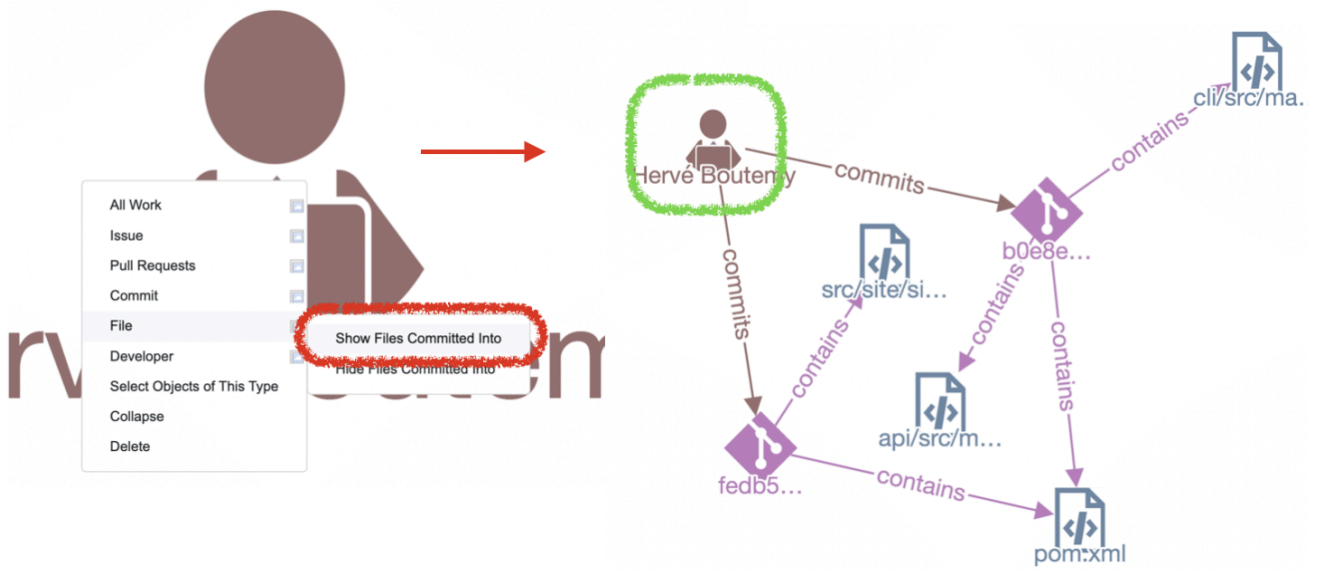 All Work
Issue
Pull Requests
Commit
File
Developer
Select Objects of This Type
Collapse
Delete
Show Files Committed Into
Hide Files Committed Into
Hervé Boutemy
commits
commits
b0e8e...
fedb5...
contains
contains
contains
contains
contains
cli/src/ma.
src/site/si...
api/src/m...
pom.xml